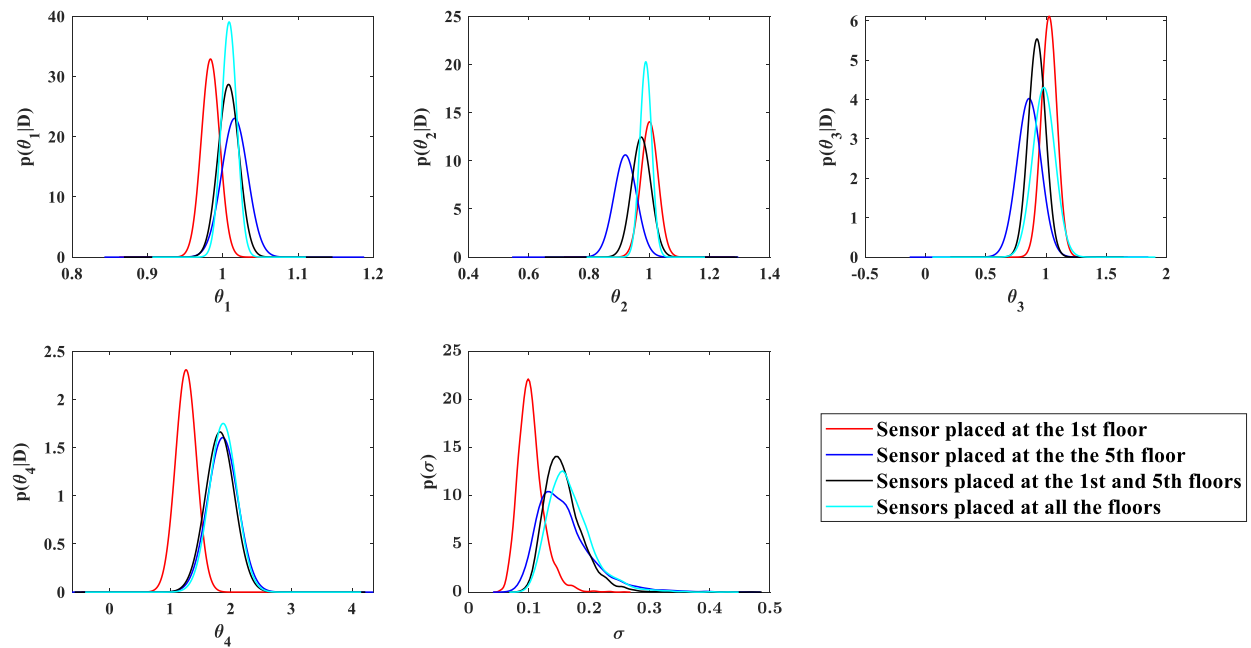 40
30
20
10
0
p(θ1|D)
0.8 0.9 1 1.1 1.2
θ1
25
20
15
10
5
0
p(θ2|D)
0.4 0.6 0.8 1 1.2 1.4
θ2
6
5
4
3
2
1
0
p(θ3|D)
-0.5 0 0.5 1 1.5 2
θ3
2.5
2
1.5
1
0.5
0
p(θ4|D)
0 1 2 3 4
θ4
25
20
15
10
5
0
p(σ)
0 0.1 0.2 0.3 0.4 0.5
σ
Sensor placed at the 1st floor
Sensor placed at the the 5th floor
Sensors placed at the 1st and 5th floors
Sensors placed at all the floors